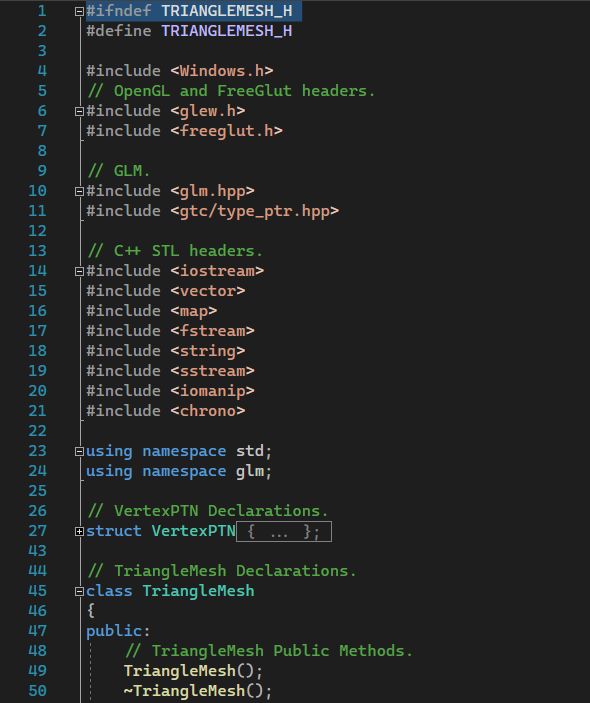 1 #ifndef TRIANGLEMESH_H
2 #define TRIANGLEMESH_H
3
4 #include <Windows.h>
5 // OpenGL and FreeGlut headers.
6 #include <glew.h>
7 #include <freeglut.h>
8
9 // GLM.
10 #include <glm.hpp>
11 #include <gtc/type_ptr.hpp>
12
13 // C++ STL headers.
14 #include <iostream>
15 #include <vector>
16 #include <map>
17 #include <fstream>
18 #include <string>
19 #include <sstream>
20 #include <iomanip>
21 #include <chrono>
22
23 using namespace std;
24 using namespace glm;
25
26 // VertexPTN Declarations.
27 struct VertexPTN { ... };
43
44 // TriangleMesh Declarations.
45 class TriangleMesh
46 {
47 public:
48 // TriangleMesh Public Methods.
49 TriangleMesh();
50 ~TriangleMesh();